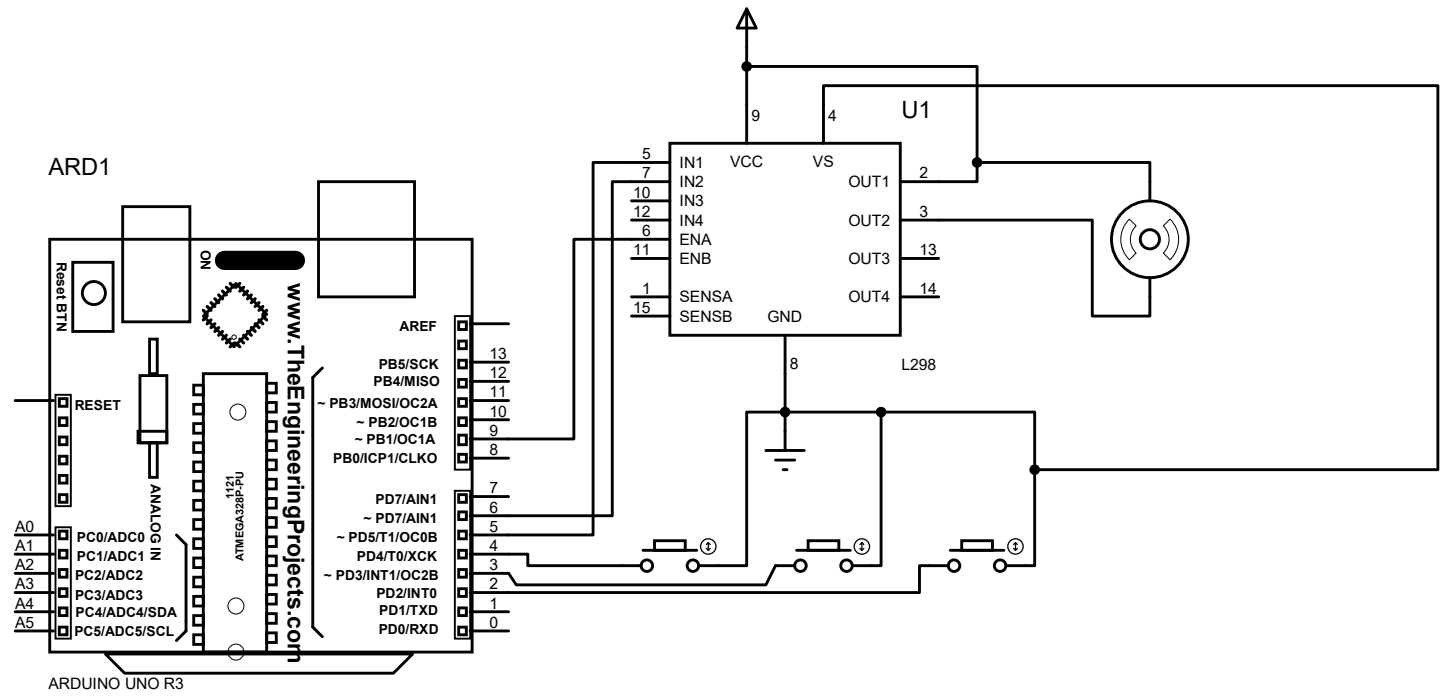 ARD1
ON
Reset BTN
www.TheEngineeringProjects.com
AREF
PB5/SCK 13
PB4/MISO 12
~ PB3/MOSI/OC2A 11
~ PB2/OC1B 10
~ PB1/OC1A 9
PB0/ICP1/CLKO 8
RESET
ANALOG IN
1121
ATMEGA328P-PU
PD7/AIN1 7
~ PD7/AIN1 6
~ PD5/T1/OC0B 5
PD4/T0/XCK 4
~ PD3/INT1/OC2B 3
PD2/INT0 2
PD1/TXD 1
PD0/RXD 0
A0 PC0/ADC0
A1 PC1/ADC1
A2 PC2/ADC2
A3 PC3/ADC3
A4 PC4/ADC4/SDA
A5 PC5/ADC5/SCL
ARDUINO UNO R3
U1
9 VCC
4 VS
5 IN1
7 IN2
10 IN3
12 IN4
6 ENA
11 ENB
1 SENSA
15 SENSB
GND 8
OUT1 2
OUT2 3
OUT3 13
OUT4 14
L298